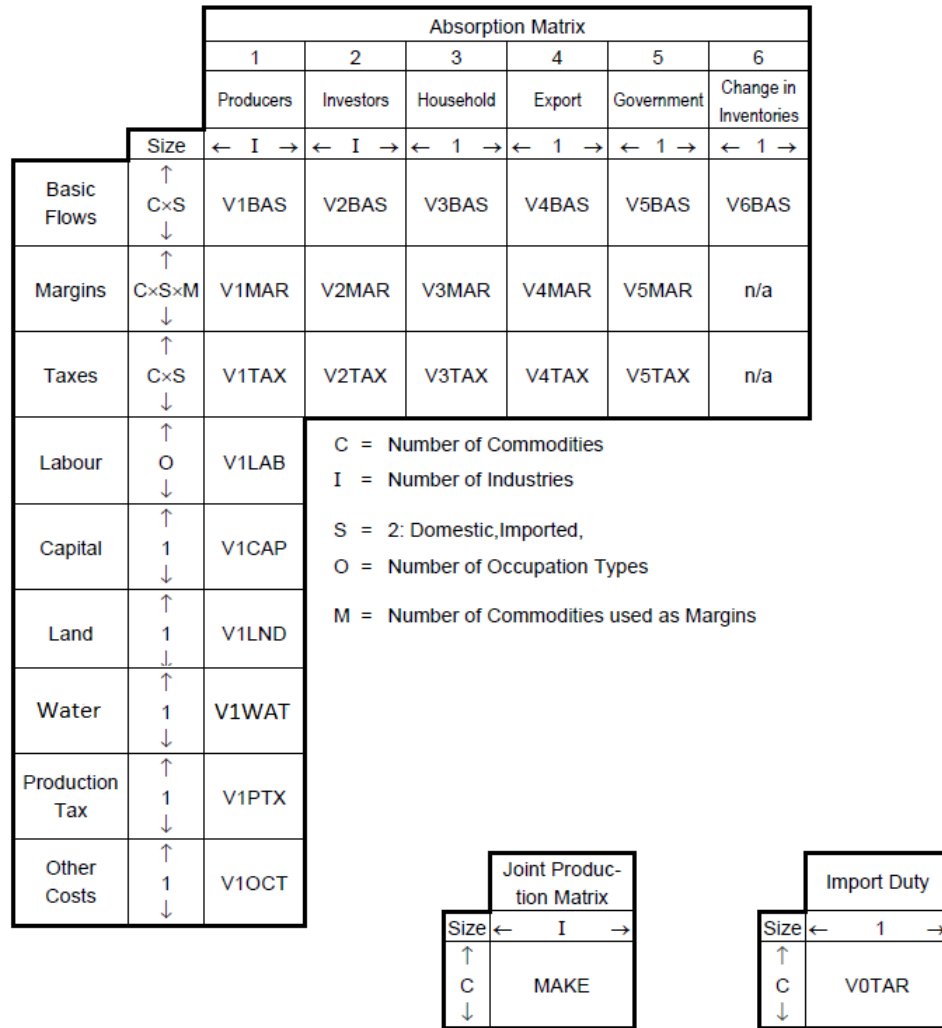 Absorption Matrix
1 2 3 4 5 6
Producers Investors Household Export Government Change in
Inventories
Size ← I → ← I → ← 1 → ← 1 → ← 1 → ← 1 →
Basic
Flows
↑
C×S
↓
V1BAS V2BAS V3BAS V4BAS V5BAS V6BAS
Margins
↑
C×S×M
↓
V1MAR V2MAR V3MAR V4MAR V5MAR n/a
Taxes
↑
C×S
↓
V1TAX V2TAX V3TAX V4TAX V5TAX n/a
Labour
↑
O
↓
V1LAB
Capital
↑
1
↓
V1CAP
Land
↑
1
↓
V1LND
Water
↑
1
↓
V1WAT
Production
Tax
↑
1
↓
V1PTX
Other
Costs
↑
1
↓
V1OCT
C = Number of Commodities
I = Number of Industries
S = 2: Domestic,Imported,
O = Number of Occupation Types
M = Number of Commodities used as Margins
Joint Produc-
tion Matrix
Size ← I →
↑
C
↓
MAKE
Import Duty
Size ← 1 →
↑
C
↓
V0TAR